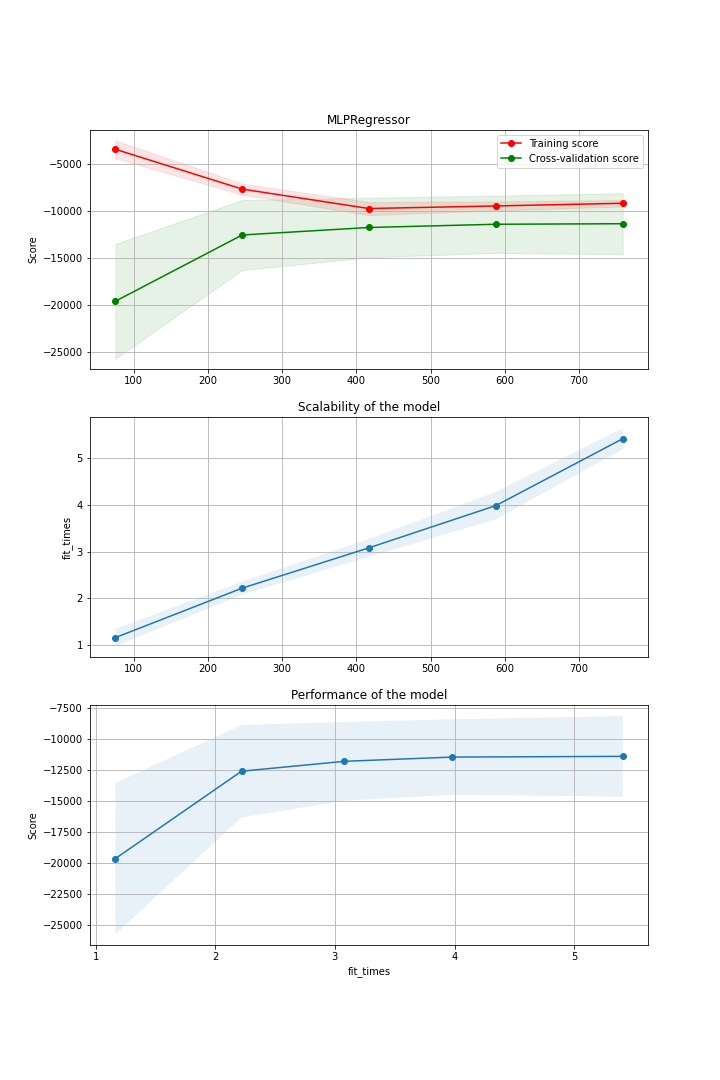 MLPRegressor
Training score
Cross-validation score
Score
−5000
−10000
−15000
−20000
−25000
100 200 300 400 500 600 700
Scalability of the model
fit_times
5
4
3
2
1
100 200 300 400 500 600 700
Performance of the model
Score
−7500
−10000
−12500
−15000
−17500
−20000
−22500
−25000
1 2 3 4 5
fit_times